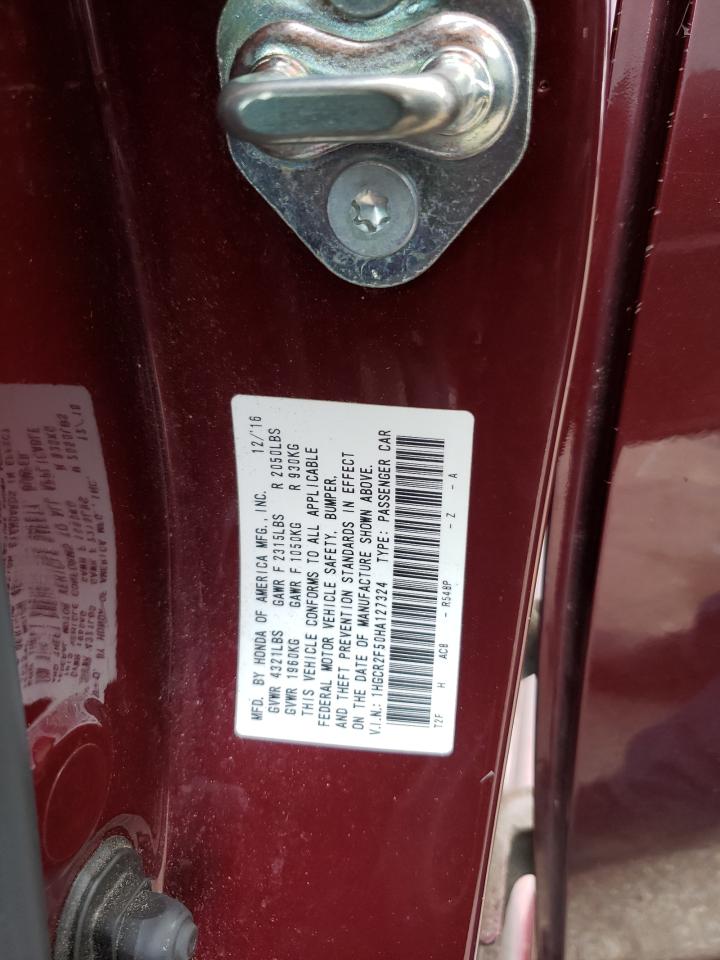 MFD. BY HONDA OF AMERICA MFG., INC. 12/'16
GVWR 4321LBS GAWR F 2315LBS R 2050LBS
GVWR 1960KG GAWR F 1050KG R 930KG
THIS VEHICLE CONFORMS TO ALL APPLICABLE
FEDERAL MOTOR VEHICLE SAFETY, BUMPER,
AND THEFT PREVENTION STANDARDS IN EFFECT
ON THE DATE OF MANUFACTURE SHOWN ABOVE.
V.I.N.: 1HGCR2F50HA127324 TYPE: PASSENGER CAR
T2F H ACB - R548P - Z - A